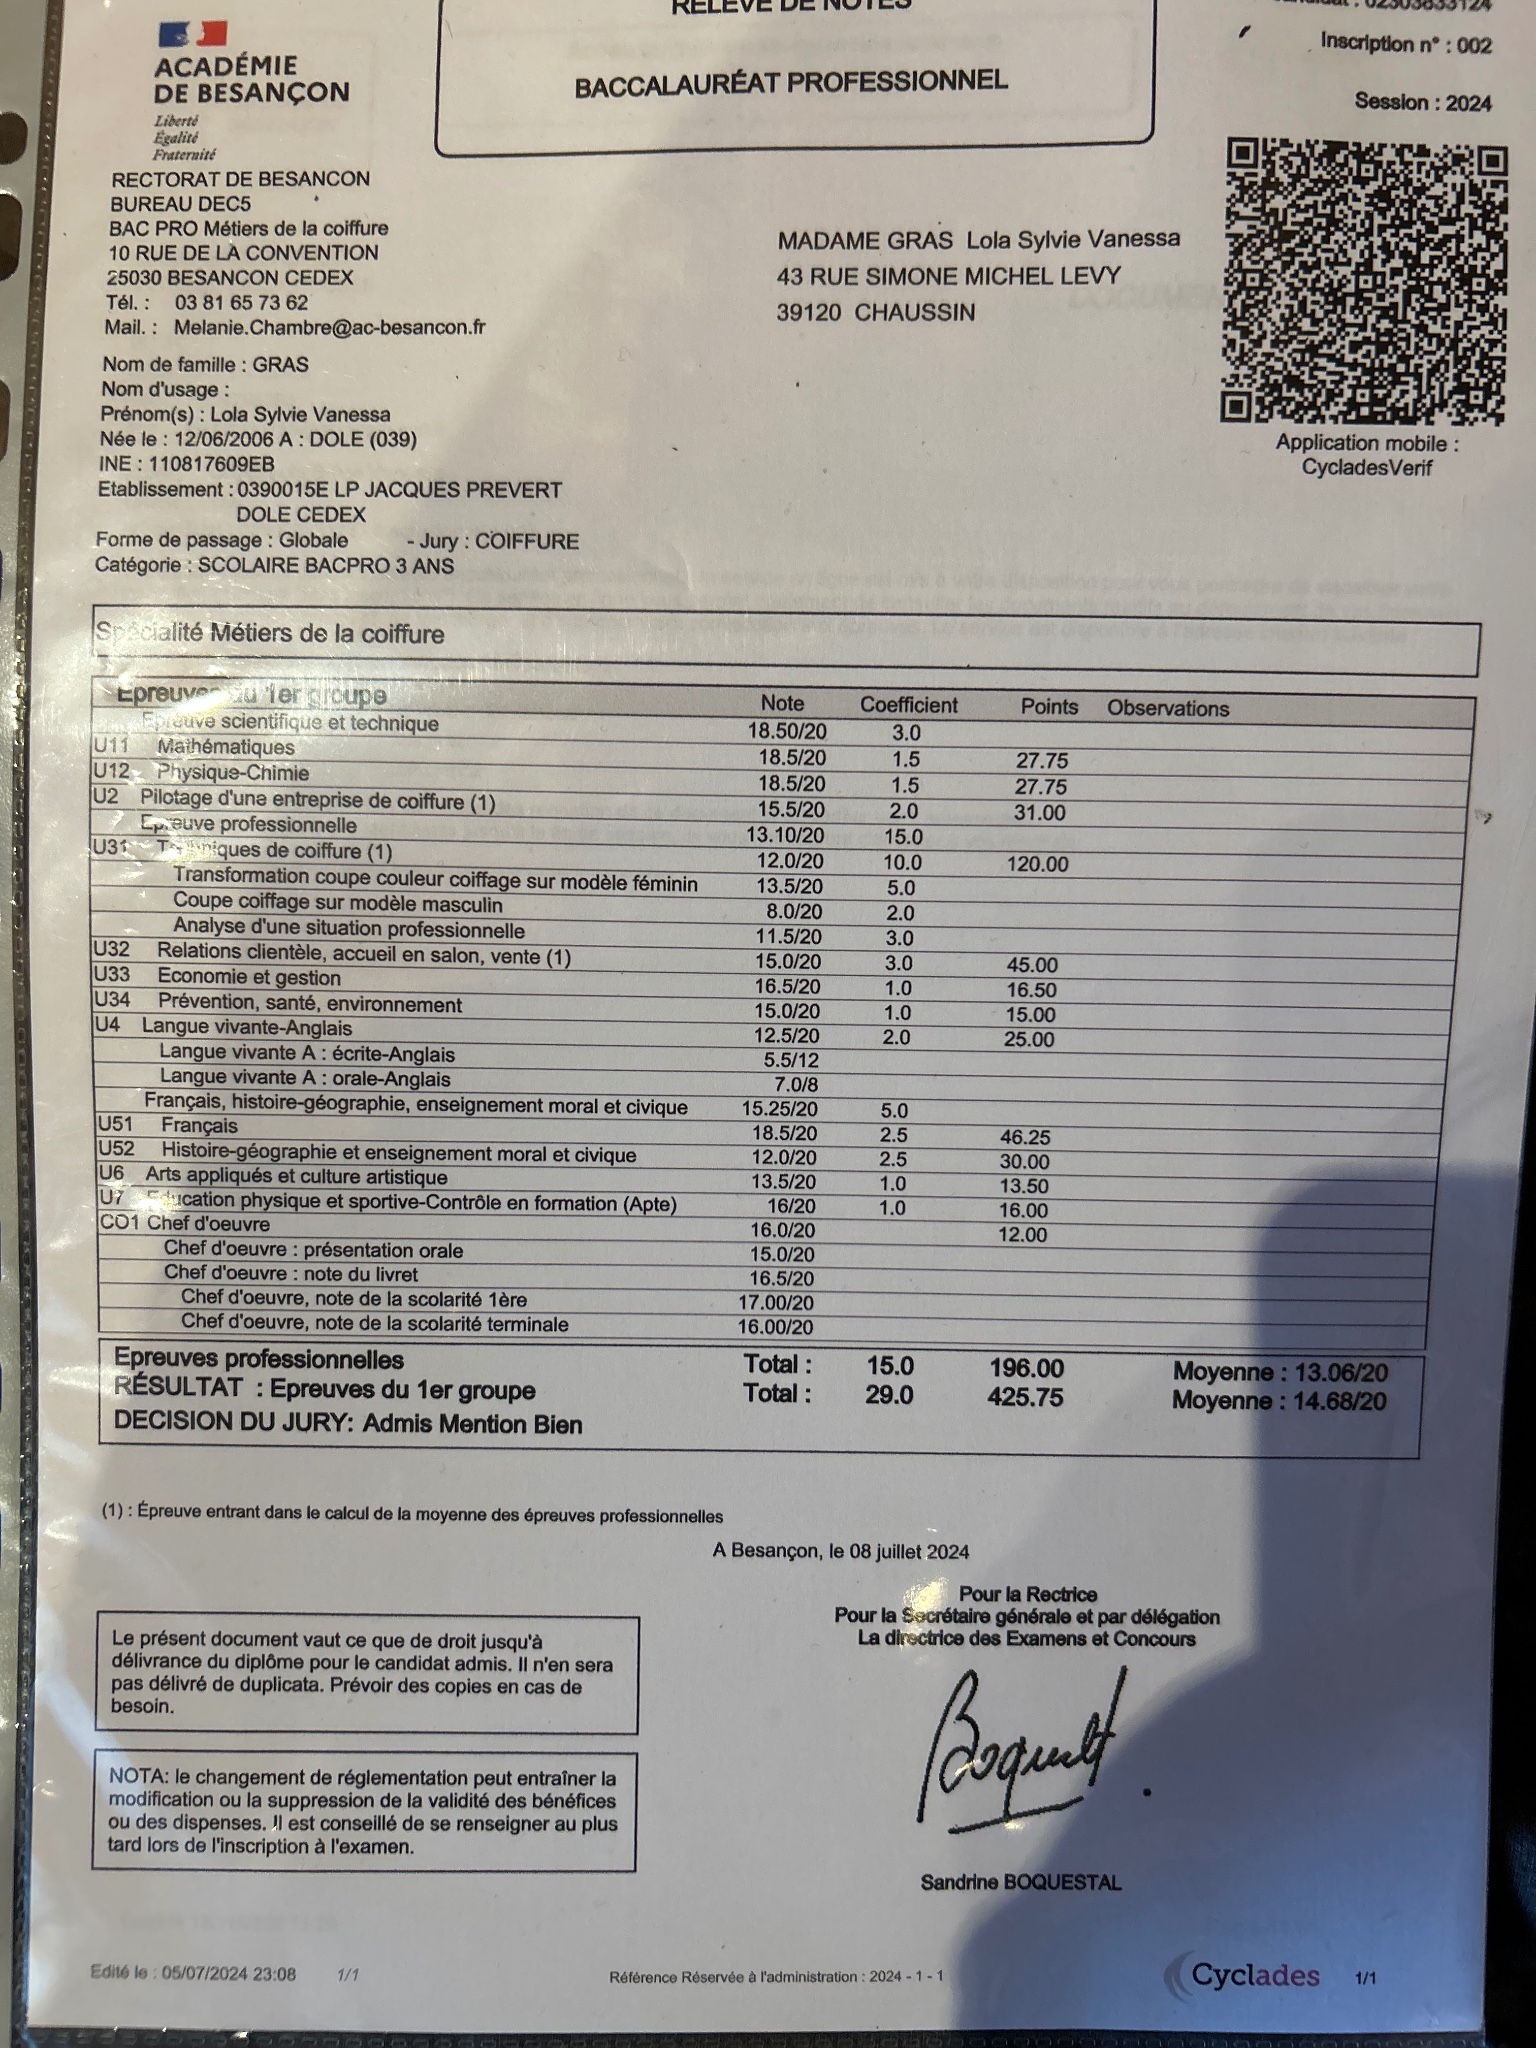 RELEVE DE NOTES
BACCALAURÉAT PROFESSIONNEL
Inscription n° : 002
Session : 2024
ACADÉMIE
DE BESANÇON
Liberté
Égalité
Fraternité
RECTORAT DE BESANCON
BUREAU DEC5
BAC PRO Métiers de la coiffure
10 RUE DE LA CONVENTION
25030 BESANCON CEDEX
Tél. : 03 81 65 73 62
Mail. : Melanie.Chambre@ac-besancon.fr
MADAME GRAS Lola Sylvie Vanessa
43 RUE SIMONE MICHEL LEVY
39120 CHAUSSIN
Application mobile :
CycladesVerif
Nom de famille : GRAS
Nom d'usage :
Prénom(s) : Lola Sylvie Vanessa
Née le : 12/06/2006 A : DOLE (039)
INE : 110817609EB
Etablissement : 0390015E LP JACQUES PREVERT
DOLE CEDEX
Forme de passage : Globale - Jury : COIFFURE
Catégorie : SCOLAIRE BACPRO 3 ANS
Spécialité Métiers de la coiffure
Epreuves du 1er groupe Note Coefficient Points Observations
Epreuve scientifique et technique 18.50/20 3.0
U11 Mathématiques 18.5/20 1.5 27.75
U12 Physique-Chimie 18.5/20 1.5 27.75
U2 Pilotage d'une entreprise de coiffure (1) 15.5/20 2.0 31.00
Epreuve professionnelle 13.10/20 15.0
U31 Techniques de coiffure (1) 12.0/20 10.0 120.00
Transformation coupe couleur coiffage sur modèle féminin 13.5/20 5.0
Coupe coiffage sur modèle masculin 8.0/20 2.0
Analyse d'une situation professionnelle 11.5/20 3.0
U32 Relations clientèle, accueil en salon, vente (1) 15.0/20 3.0 45.00
U33 Economie et gestion 16.5/20 1.0 16.50
U34 Prévention, santé, environnement 15.0/20 1.0 15.00
U4 Langue vivante-Anglais 12.5/20 2.0 25.00
Langue vivante A : écrite-Anglais 5.5/12
Langue vivante A : orale-Anglais 7.0/8
Français, histoire-géographie, enseignement moral et civique 15.25/20 5.0
U51 Français 18.5/20 2.5 46.25
U52 Histoire-géographie et enseignement moral et civique 12.0/20 2.5 30.00
U6 Arts appliqués et culture artistique 13.5/20 1.0 13.50
U7 Education physique et sportive-Contrôle en formation (Apte) 16/20 1.0 16.00
CO1 Chef d'oeuvre 16.0/20 12.00
Chef d'oeuvre : présentation orale 15.0/20
Chef d'oeuvre : note du livret 16.5/20
Chef d'oeuvre, note de la scolarité 1ère 17.00/20
Chef d'oeuvre, note de la scolarité terminale 16.00/20
Epreuves professionnelles Total : 15.0 196.00 Moyenne : 13.06/20
RÉSULTAT : Epreuves du 1er groupe Total : 29.0 425.75 Moyenne : 14.68/20
DECISION DU JURY: Admis Mention Bien
(1) : Épreuve entrant dans le calcul de la moyenne des épreuves professionnelles
A Besançon, le 08 juillet 2024
Pour la Rectrice
Pour la Secrétaire générale et par délégation
La directrice des Examens et Concours
Le présent document vaut ce que de droit jusqu'à
délivrance du diplôme pour le candidat admis. Il n'en sera
pas délivré de duplicata. Prévoir des copies en cas de
besoin.
NOTA: le changement de réglementation peut entraîner la
modification ou la suppression de la validité des bénéfices
ou des dispenses. Il est conseillé de se renseigner au plus
tard lors de l'inscription à l'examen.
Boquestal
Sandrine BOQUESTAL
Edité le : 05/07/2024 23:08 1/1
Référence Réservée à l'administration : 2024 - 1 - 1
Cyclades 1/1